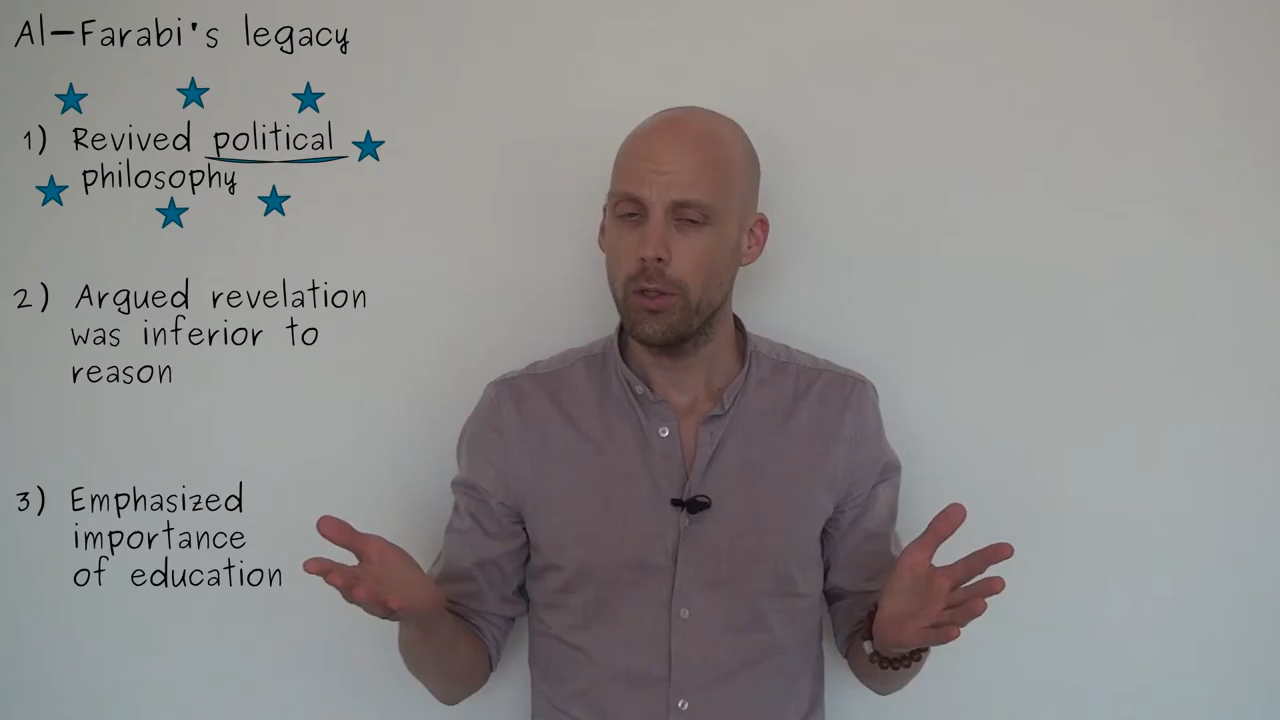 Al-Farabi's legacy
1) Revived political
philosophy
2) Argued revelation
was inferior to
reason
3) Emphasized
importance
of education